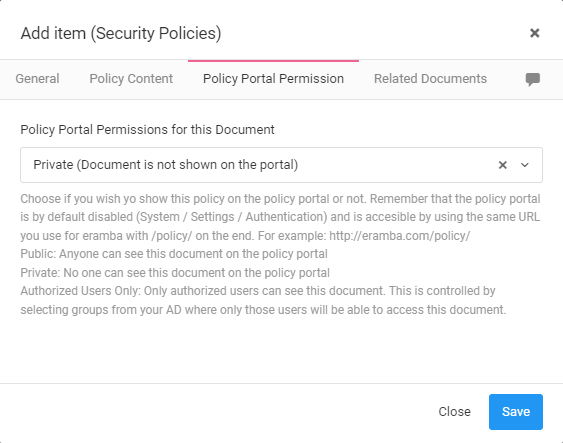 Add item (Security Policies)
General Policy Content Policy Portal Permission Related Documents
Policy Portal Permissions for this Document
Private (Document is not shown on the portal)
Choose if you wish yo show this policy on the policy portal or not. Remember that the policy portal
is by default disabled (System / Settings / Authentication) and is accesible by using the same URL
you use for eramba with /policy/ on the end. For example: http://eramba.com/policy/
Public: Anyone can see this document on the policy portal
Private: No one can see this document on the policy portal
Authorized Users Only: Only authorized users can see this document. This is controlled by
selecting groups from your AD where only those users will be able to access this document.
Close Save